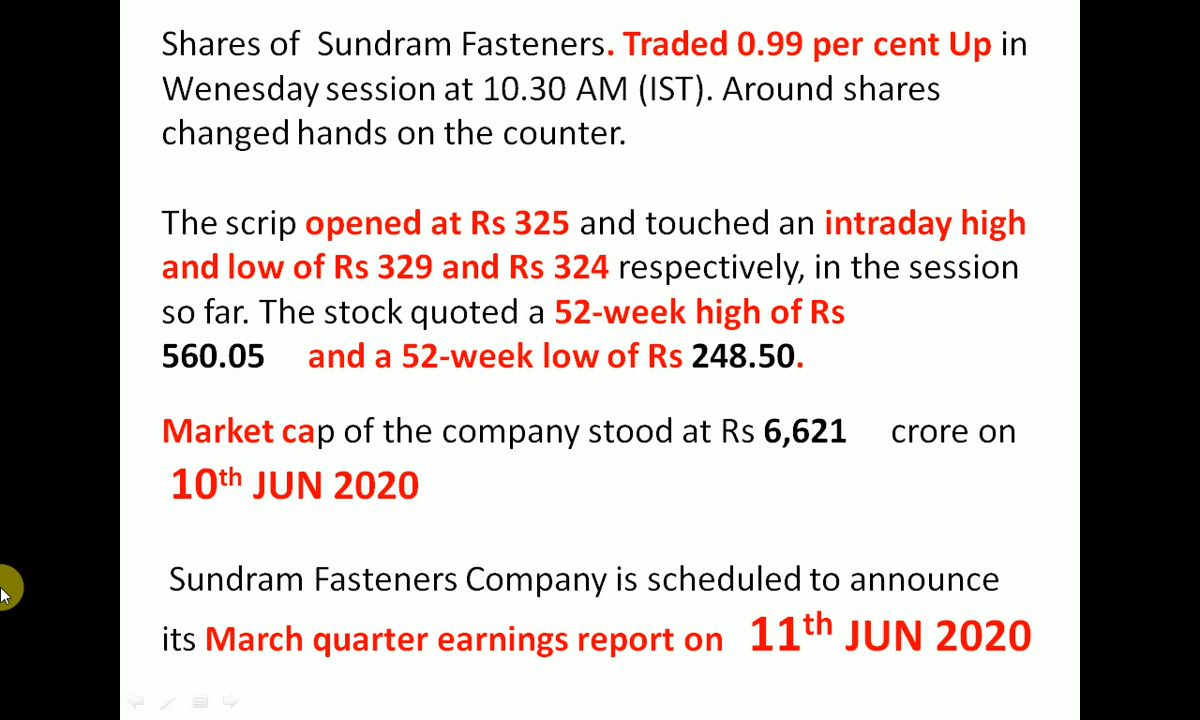 Shares of Sundram Fasteners. Traded 0.99 per cent Up in
Wenesday session at 10.30 AM (IST). Around shares
changed hands on the counter.
The scrip opened at Rs 325 and touched an intraday high
and low of Rs 329 and Rs 324 respectively, in the session
so far. The stock quoted a 52-week high of Rs
560.05 and a 52-week low of Rs 248.50.
Market cap of the company stood at Rs 6,621 crore on
10th JUN 2020
Sundram Fasteners Company is scheduled to announce
its March quarter earnings report on 11th JUN 2020